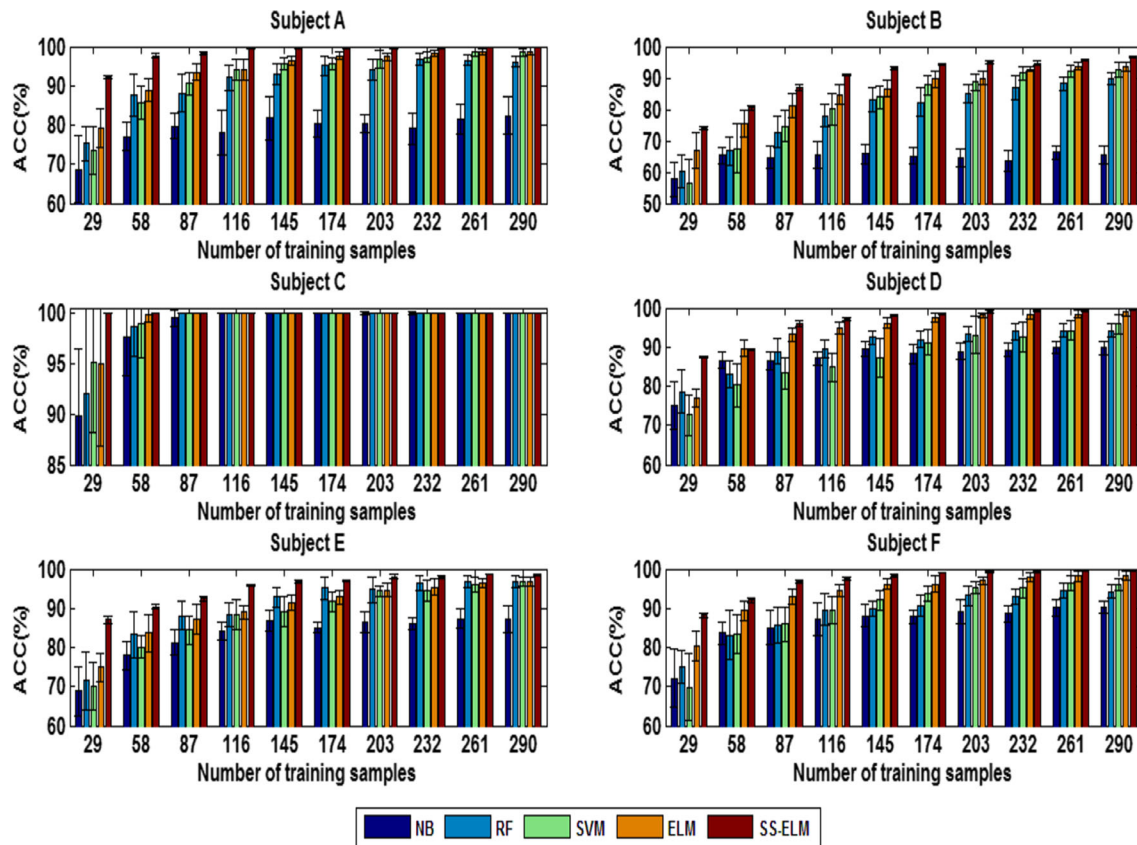 Subject A
ACC(%)
100
90
80
70
60
29 58 87 116 145 174 203 232 261 290
Number of training samples
Subject B
ACC(%)
100
90
80
70
60
50
29 58 87 116 145 174 203 232 261 290
Number of training samples
Subject C
ACC(%)
100
95
90
85
29 58 87 116 145 174 203 232 261 290
Number of training samples
Subject D
ACC(%)
100
90
80
70
60
29 58 87 116 145 174 203 232 261 290
Number of training samples
Subject E
ACC(%)
100
90
80
70
60
29 58 87 116 145 174 203 232 261 290
Number of training samples
Subject F
ACC(%)
100
90
80
70
60
29 58 87 116 145 174 203 232 261 290
Number of training samples
NB RF SVM ELM SS-ELM